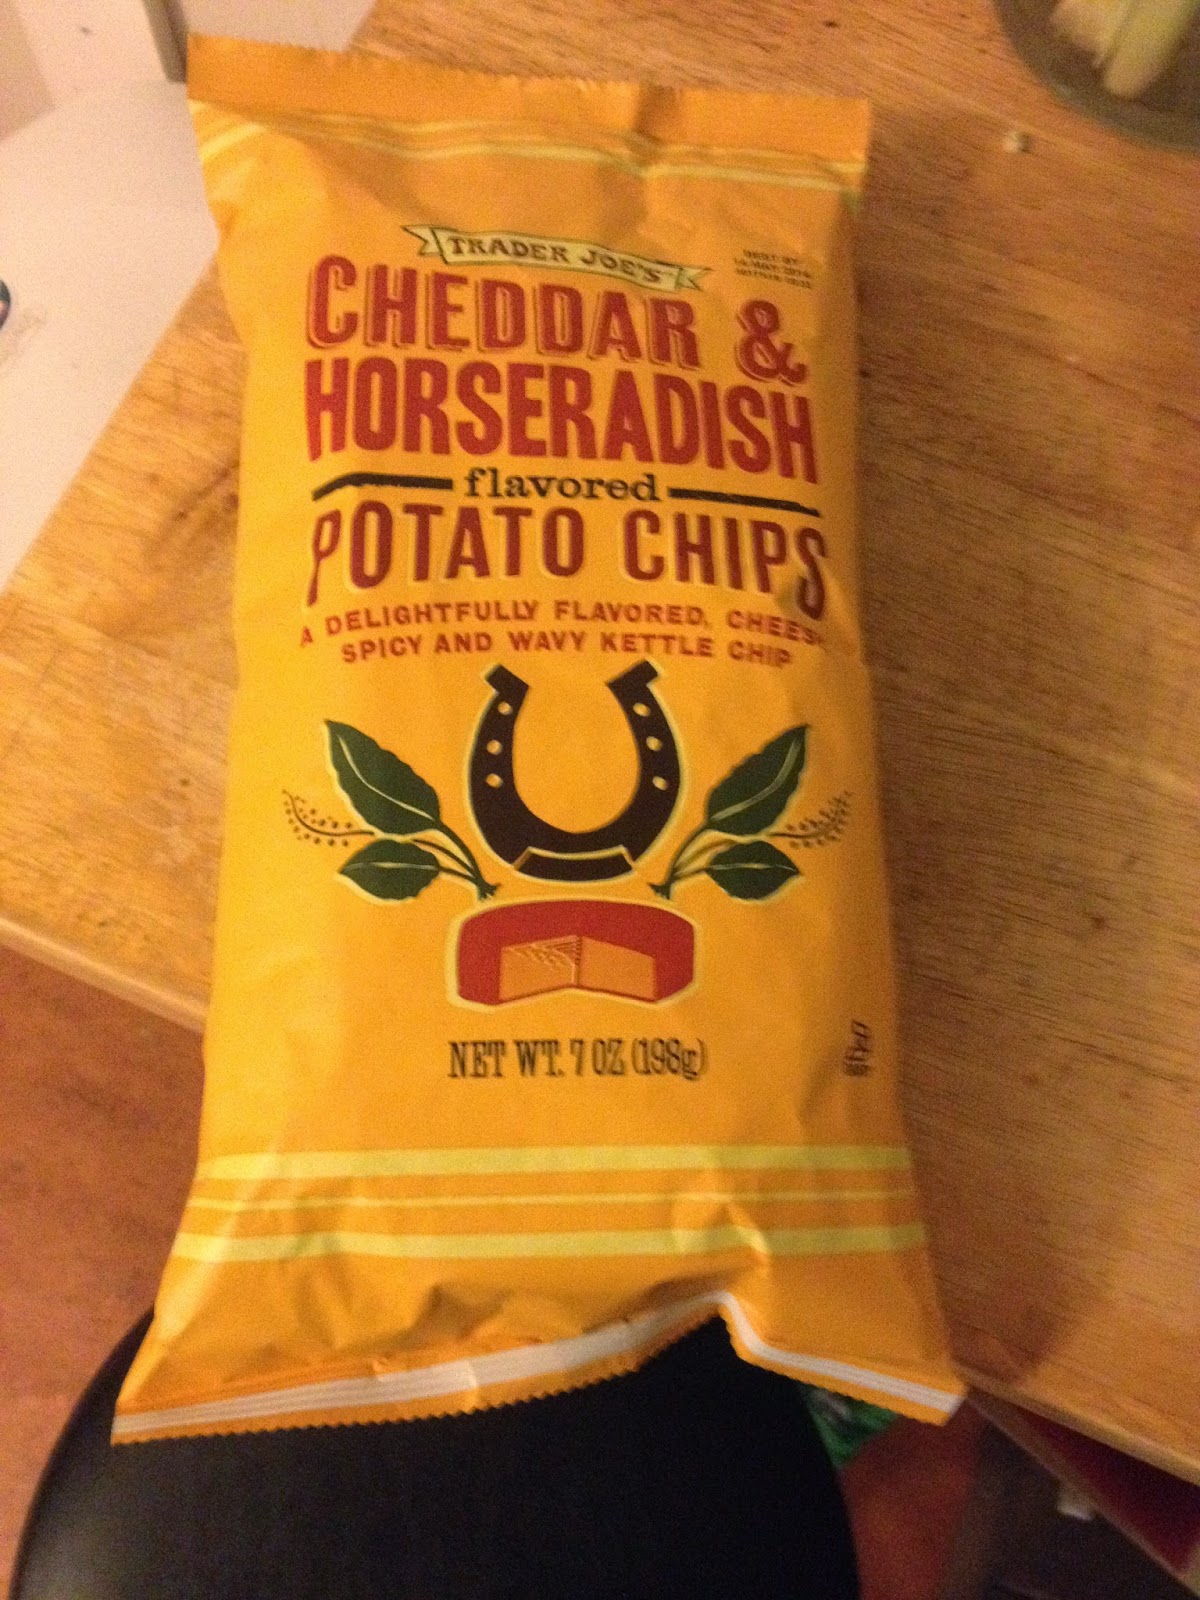 TRADER JOE'S
CHEDDAR &
HORSERADISH
flavored
POTATO CHIPS
A DELIGHTFULLY FLAVORED,
SPICY AND WAVY KETTLE CHIP
NET WT. 7 OZ (198g)